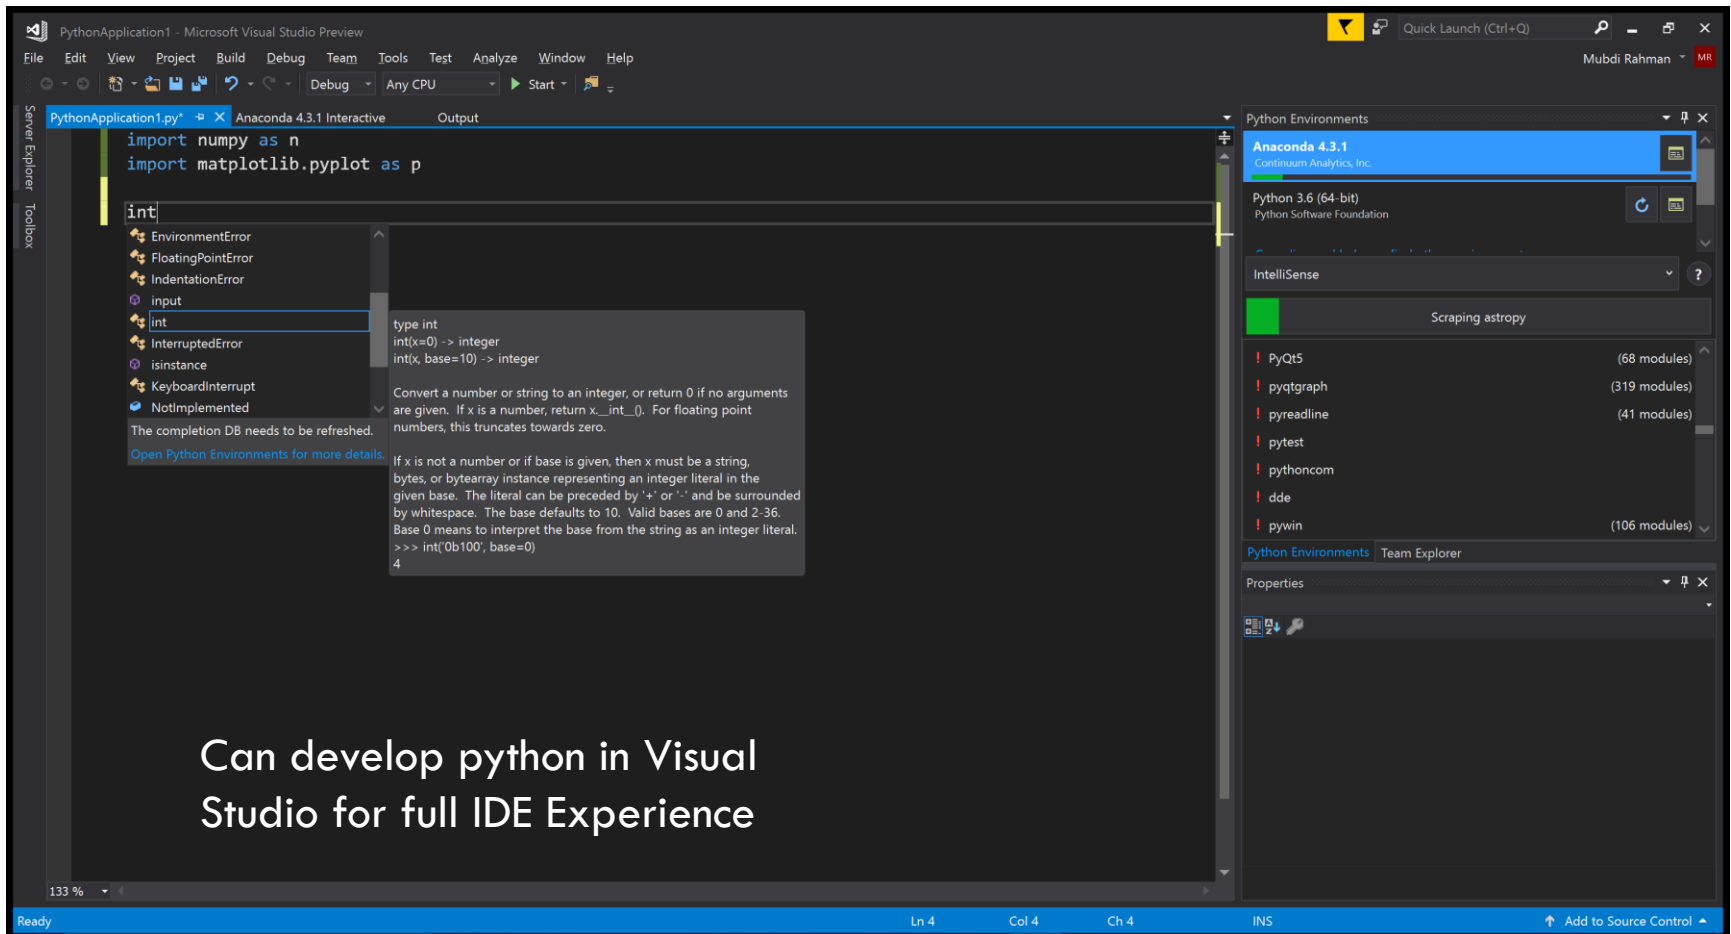 PythonApplication1 - Microsoft Visual Studio Preview
Quick Launch (Ctrl+Q)
File Edit View Project Build Debug Team Tools Test Analyze Window Help
Mubdi Rahman MR
Debug Any CPU Start
Server Explorer
Toolbox
PythonApplication1.py* Anaconda 4.3.1 Interactive Output
import numpy as n
import matplotlib.pyplot as p
int
EnvironmentError
FloatingPointError
IndentationError
input
int
InterruptedError
isinstance
KeyboardInterrupt
NotImplemented
The completion DB needs to be refreshed.
Open Python Environments for more details.
type int
int(x=0) -> integer
int(x, base=10) -> integer
Convert a number or string to an integer, or return 0 if no arguments
are given.  If x is a number, return x.__int__().  For floating point
numbers, this truncates towards zero.
If x is not a number or if base is given, then x must be a string,
bytes, or bytearray instance representing an integer literal in the
given base.  The literal can be preceded by '+' or '-' and be surrounded
by whitespace.  The base defaults to 10.  Valid bases are 0 and 2-36.
Base 0 means to interpret the base from the string as an integer literal.
>>> int('0b100', base=0)
4
Python Environments
Anaconda 4.3.1
Continuum Analytics, Inc.
Python 3.6 (64-bit)
Python Software Foundation
IntelliSense ?
Scraping astropy
! PyQt5 (68 modules)
! pyqtgraph (319 modules)
! pyreadline (41 modules)
! pytest
! pythoncom
! dde
! pywin (106 modules)
Python Environments Team Explorer
Properties
Can develop python in Visual
Studio for full IDE Experience
133 %
Ready Ln 4 Col 4 Ch 4 INS Add to Source Control